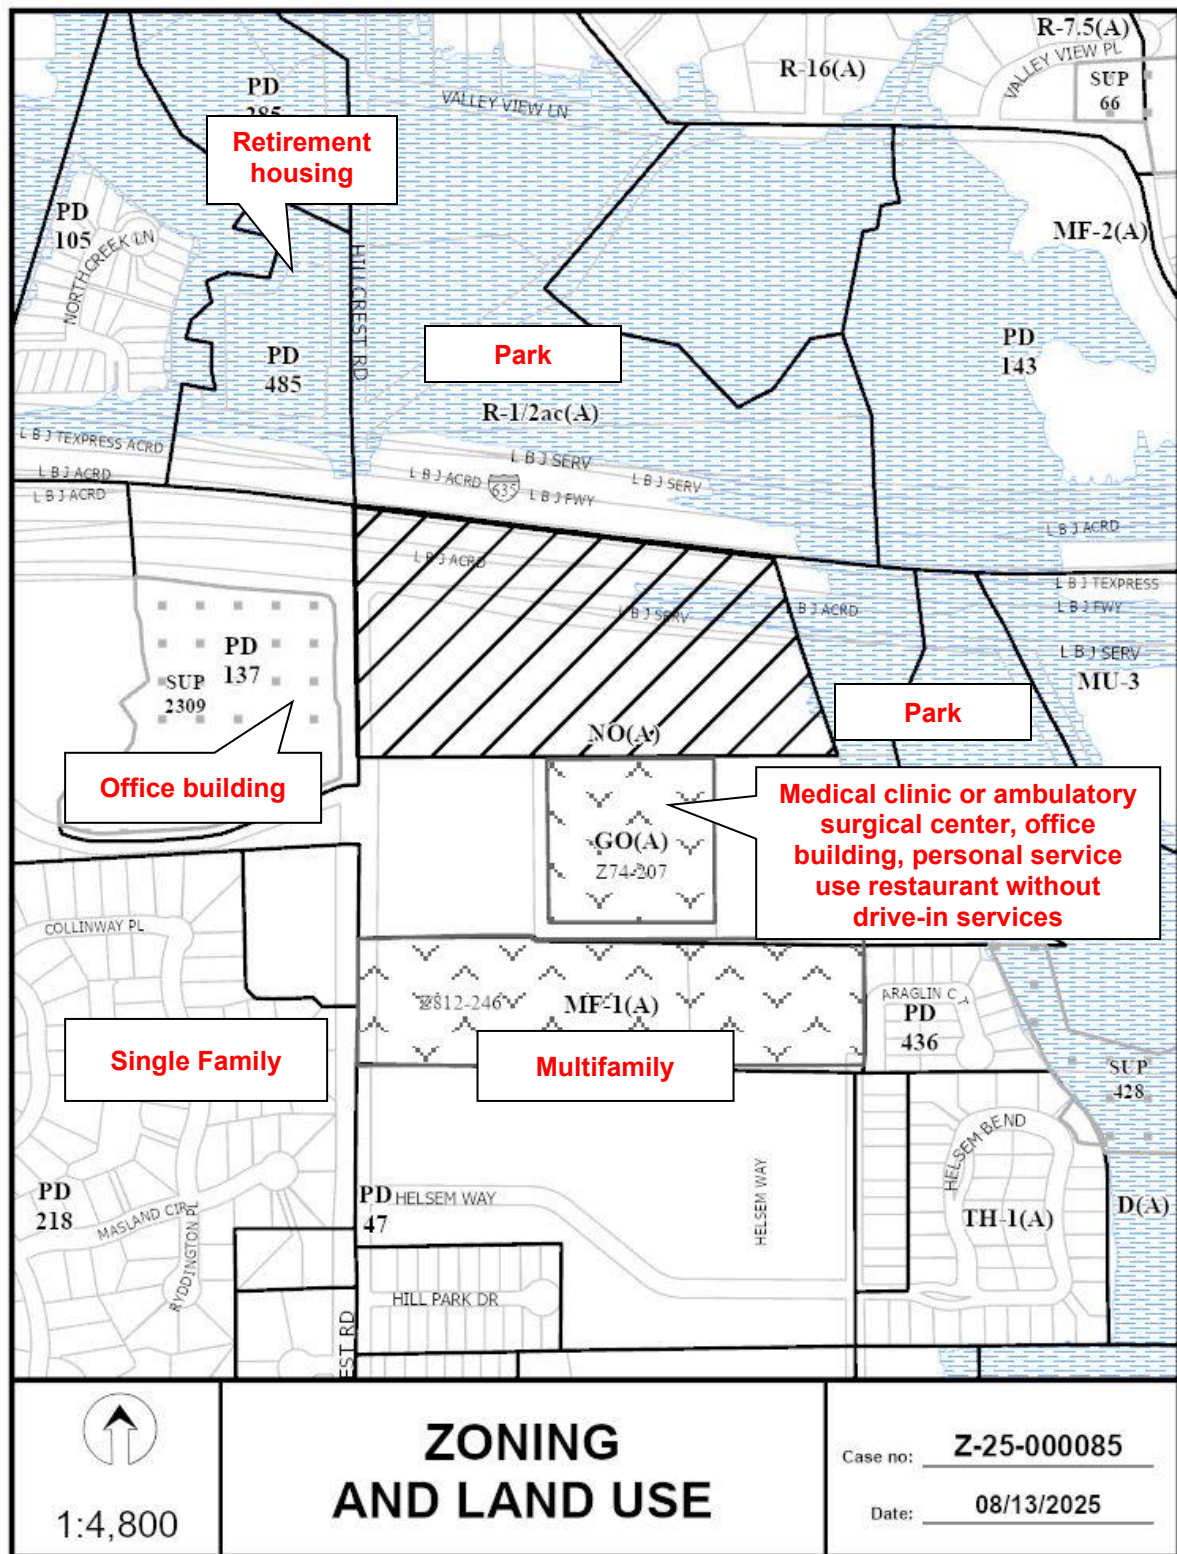 R-7.5(A)
VALLEY VIEW PL
R-16(A)
SUP
66
PD
285
VALLEY VIEW LN
Retirement
housing
PD
105
NORTHCREEK LN
MF-2(A)
HILLCREST RD
PD
485
Park
PD
143
R-1/2ac(A)
L B J TEXPRESS ACRD
L B J ACRD
L B J ACRD
L B J SERV
L B J ACRD
635
L B J FWY
L B J SERV
L B J ACRD
L B J ACRD
L B J SERV
L B J ACRD
L B J TEXPRESS
L B J FWY
L B J SERV
MU-3
PD
137
SUP
2309
NO(A)
Park
Office building
Medical clinic or ambulatory
surgical center, office
building, personal service
use restaurant without
drive-in services
GO(A)
Z74-207
COLLINWAY PL
Z812-246
MF-1(A)
ARAGLIN CT
PD
436
Single Family
Multifamily
SUP
428
HELSEM BEND
PD
218
MASLAND CIR
RYDDINGTON PL
PD
47
HELSEM WAY
HELSEM WAY
TH-1(A)
D(A)
HILL PARK DR
EST RD
1:4,800
ZONING
AND LAND USE
Case no: Z-25-000085
Date: 08/13/2025